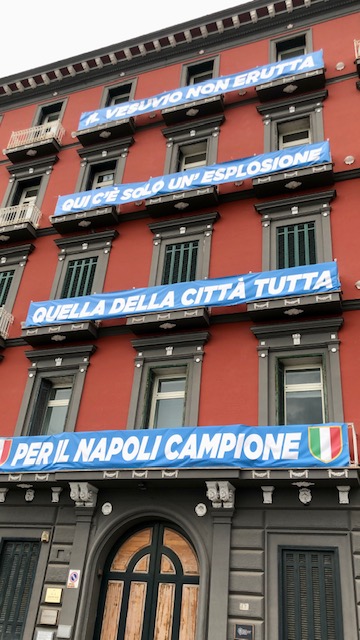 IL VESUVIO NON ERUTTA
QUI C'È SOLO UN' ESPLOSIONE
QUELLA DELLA CITTÀ TUTTA
PER IL NAPOLI CAMPIONE